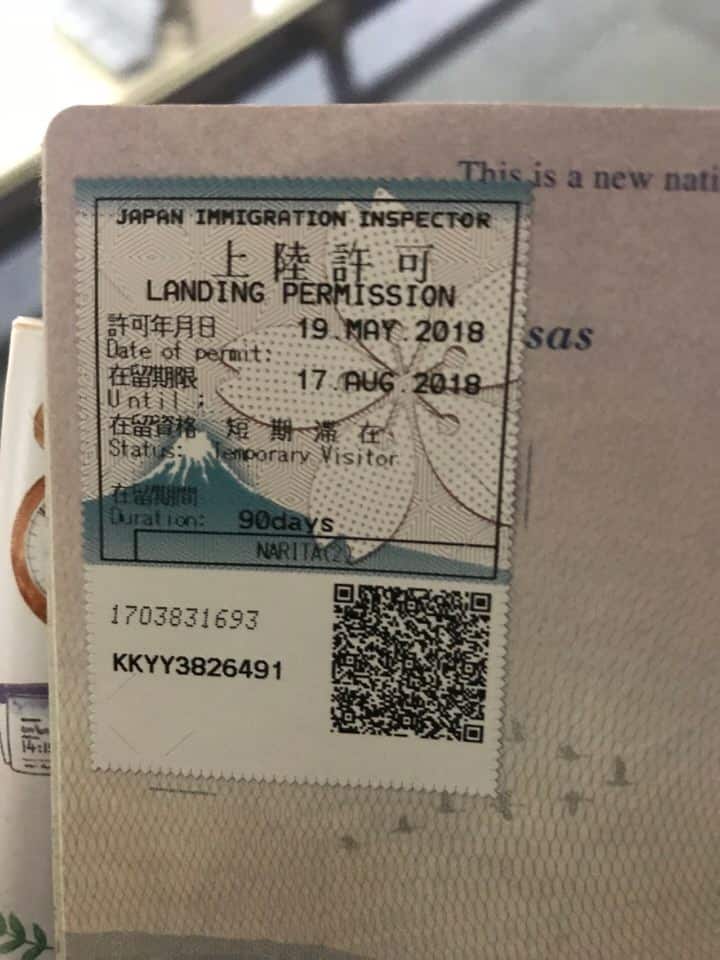 This is a new nati
JAPAN IMMIGRATION INSPECTOR
上陸許可
LANDING PERMISSION
許可年月日 19.MAY.2018
Date of permit:
在留期限 17.AUG.2018
Until :
在留資格 短期滞在
Status: Temporary Visitor
在留期間
Duration: 90days
NARITA(2)
sas
1703831693
KKYY3826491
14:15